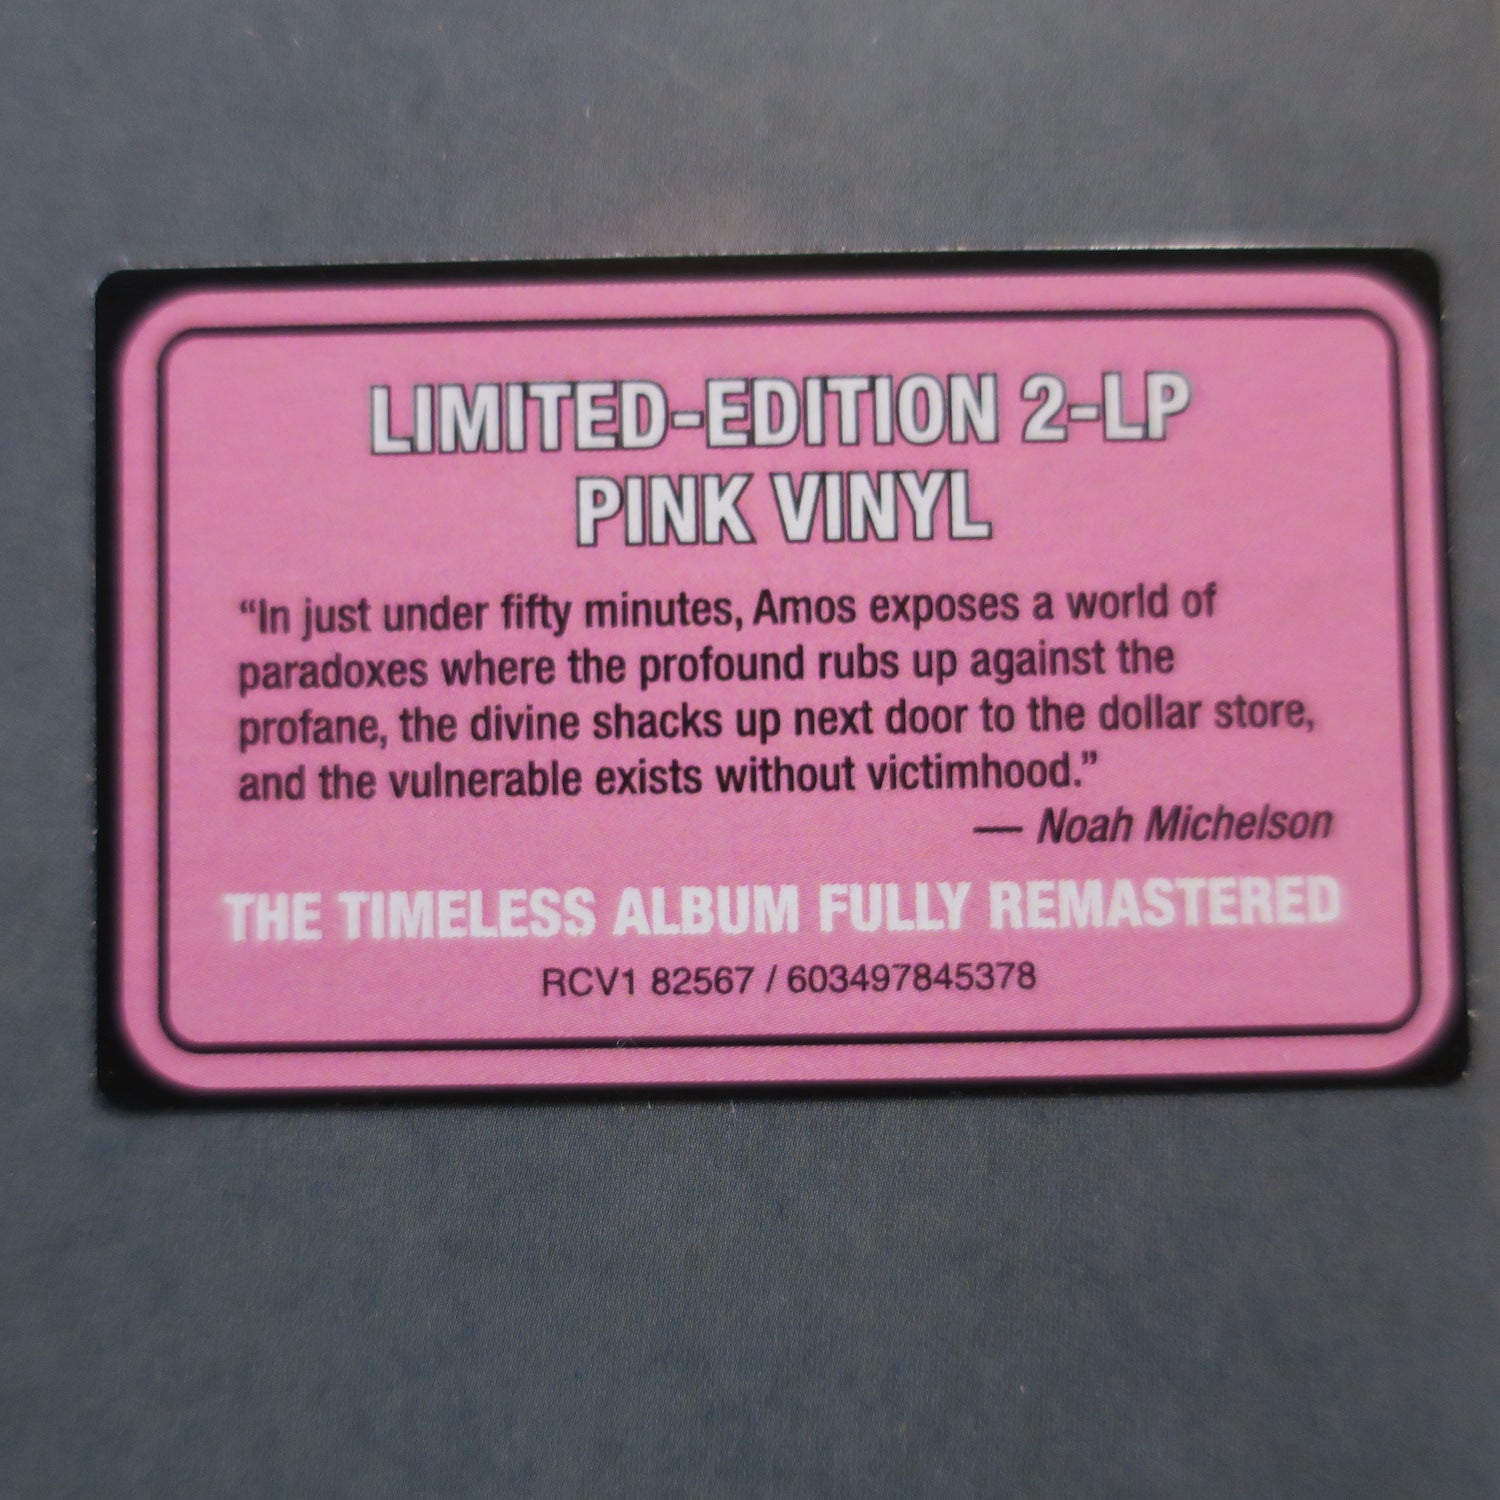 LIMITED-EDITION 2-LP
PINK VINYL
“In just under fifty minutes, Amos exposes a world of
paradoxes where the profound rubs up against the
profane, the divine shacks up next door to the dollar store,
and the vulnerable exists without victimhood.”
— Noah Michelson
THE TIMELESS ALBUM FULLY REMASTERED
RCV1 82567 / 603497845378